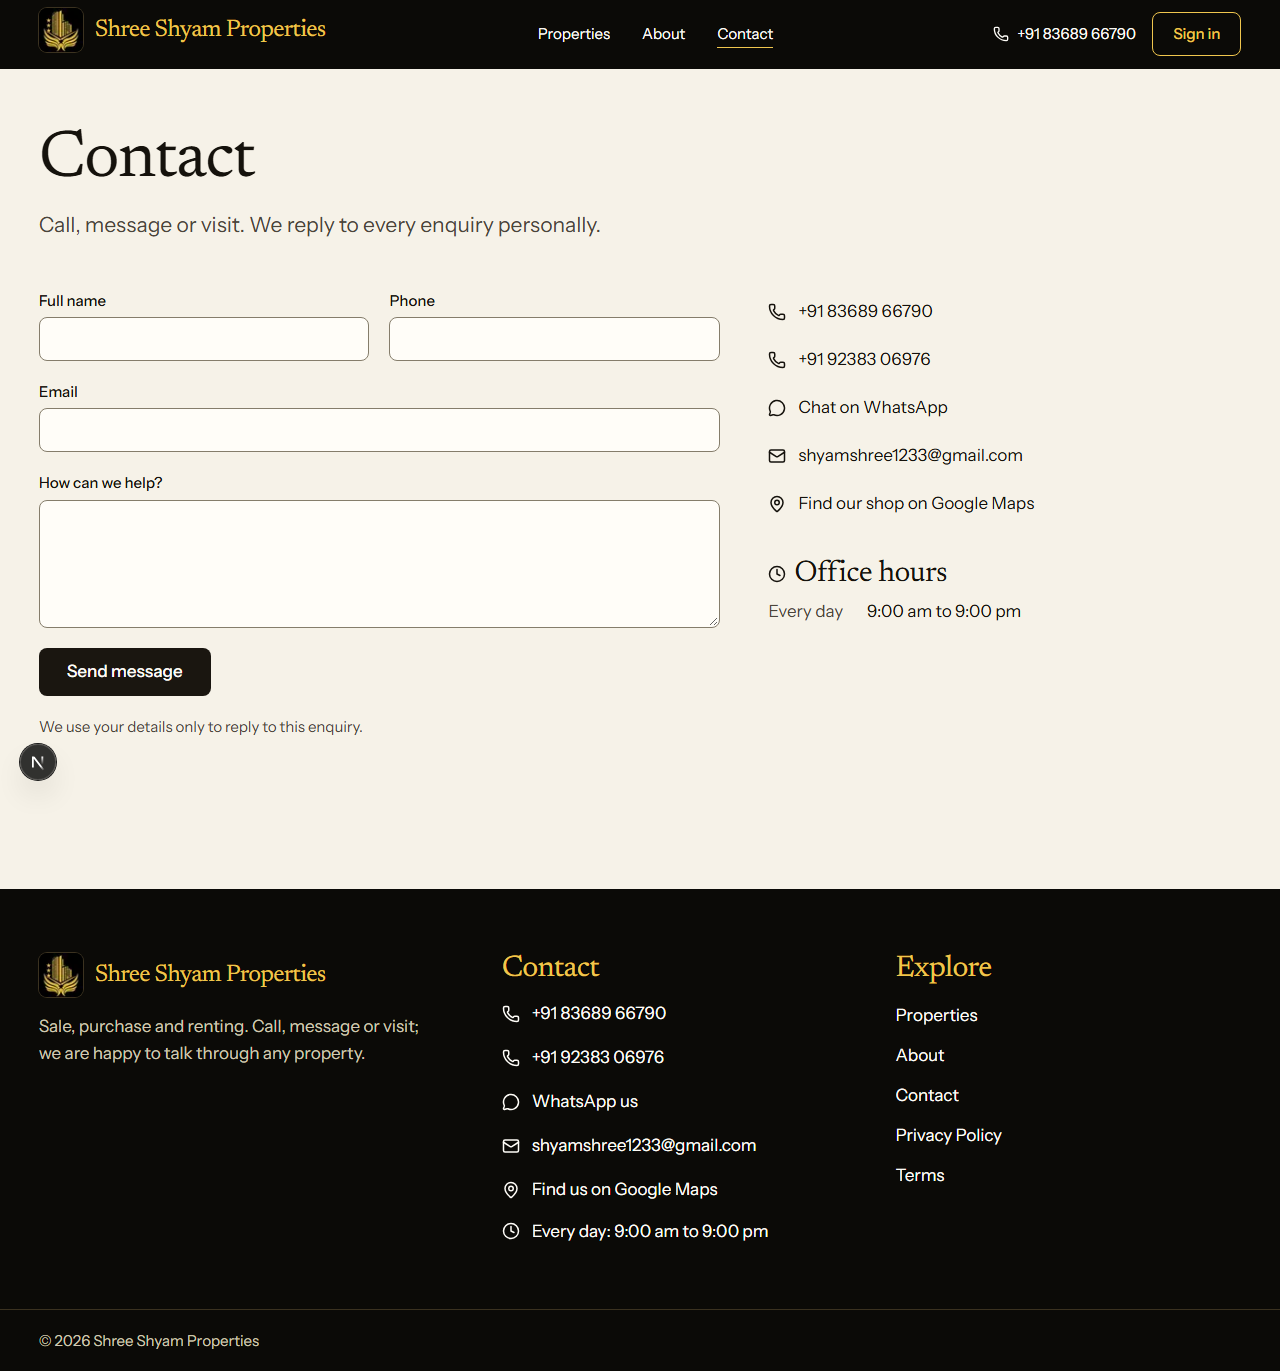 Shree Shyam Properties
Properties
About
Contact
+91 83689 66790
Sign in
Contact
Call, message or visit. We reply to every enquiry personally.
Full name
Phone
Email
How can we help?
Send message
We use your details only to reply to this enquiry.
+91 83689 66790
+91 92383 06976
Chat on WhatsApp
shyamshree1233@gmail.com
Find our shop on Google Maps
Office hours
Every day 9:00 am to 9:00 pm
N
Shree Shyam Properties
Sale, purchase and renting. Call, message or visit;
we are happy to talk through any property.
Contact
+91 83689 66790
+91 92383 06976
WhatsApp us
shyamshree1233@gmail.com
Find us on Google Maps
Every day: 9:00 am to 9:00 pm
Explore
Properties
About
Contact
Privacy Policy
Terms
© 2026 Shree Shyam Properties